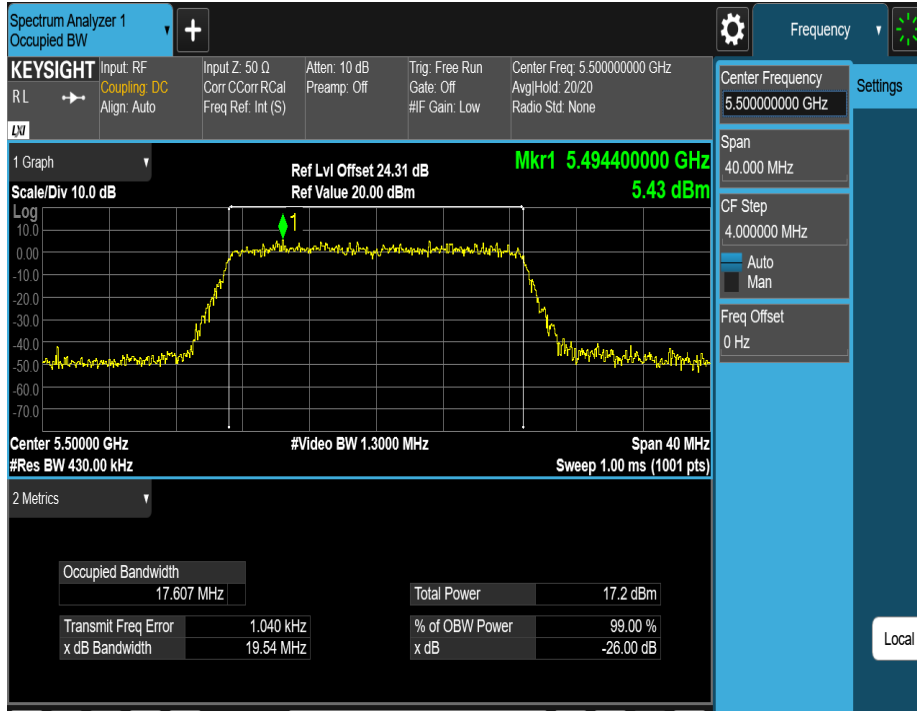 Spectrum Analyzer 1
Occupied BW
+
Frequency
KEYSIGHT
R L
LXI
Input: RF
Coupling: DC
Align: Auto
Input Z: 50 Ω
Corr CCorr RCal
Freq Ref: Int (S)
Atten: 10 dB
Preamp: Off
Trig: Free Run
Gate: Off
#IF Gain: Low
Center Freq: 5.500000000 GHz
Avg|Hold: 20/20
Radio Std: None
Center Frequency
5.500000000 GHz
Settings
Span
40.000 MHz
CF Step
4.000000 MHz
Auto
Man
Freq Offset
0 Hz
Local
1 Graph
Scale/Div 10.0 dB
Ref Lvl Offset 24.31 dB
Ref Value 20.00 dBm
Mkr1 5.494400000 GHz
5.43 dBm
Log
10.0
0.00
-10.0
-20.0
-30.0
-40.0
-50.0
-60.0
-70.0
1
Center 5.50000 GHz
#Video BW 1.3000 MHz
Span 40 MHz
#Res BW 430.00 kHz
Sweep 1.00 ms (1001 pts)
2 Metrics
Occupied Bandwidth
17.607 MHz
Total Power 17.2 dBm
Transmit Freq Error 1.040 kHz
% of OBW Power 99.00 %
x dB Bandwidth 19.54 MHz
x dB -26.00 dB